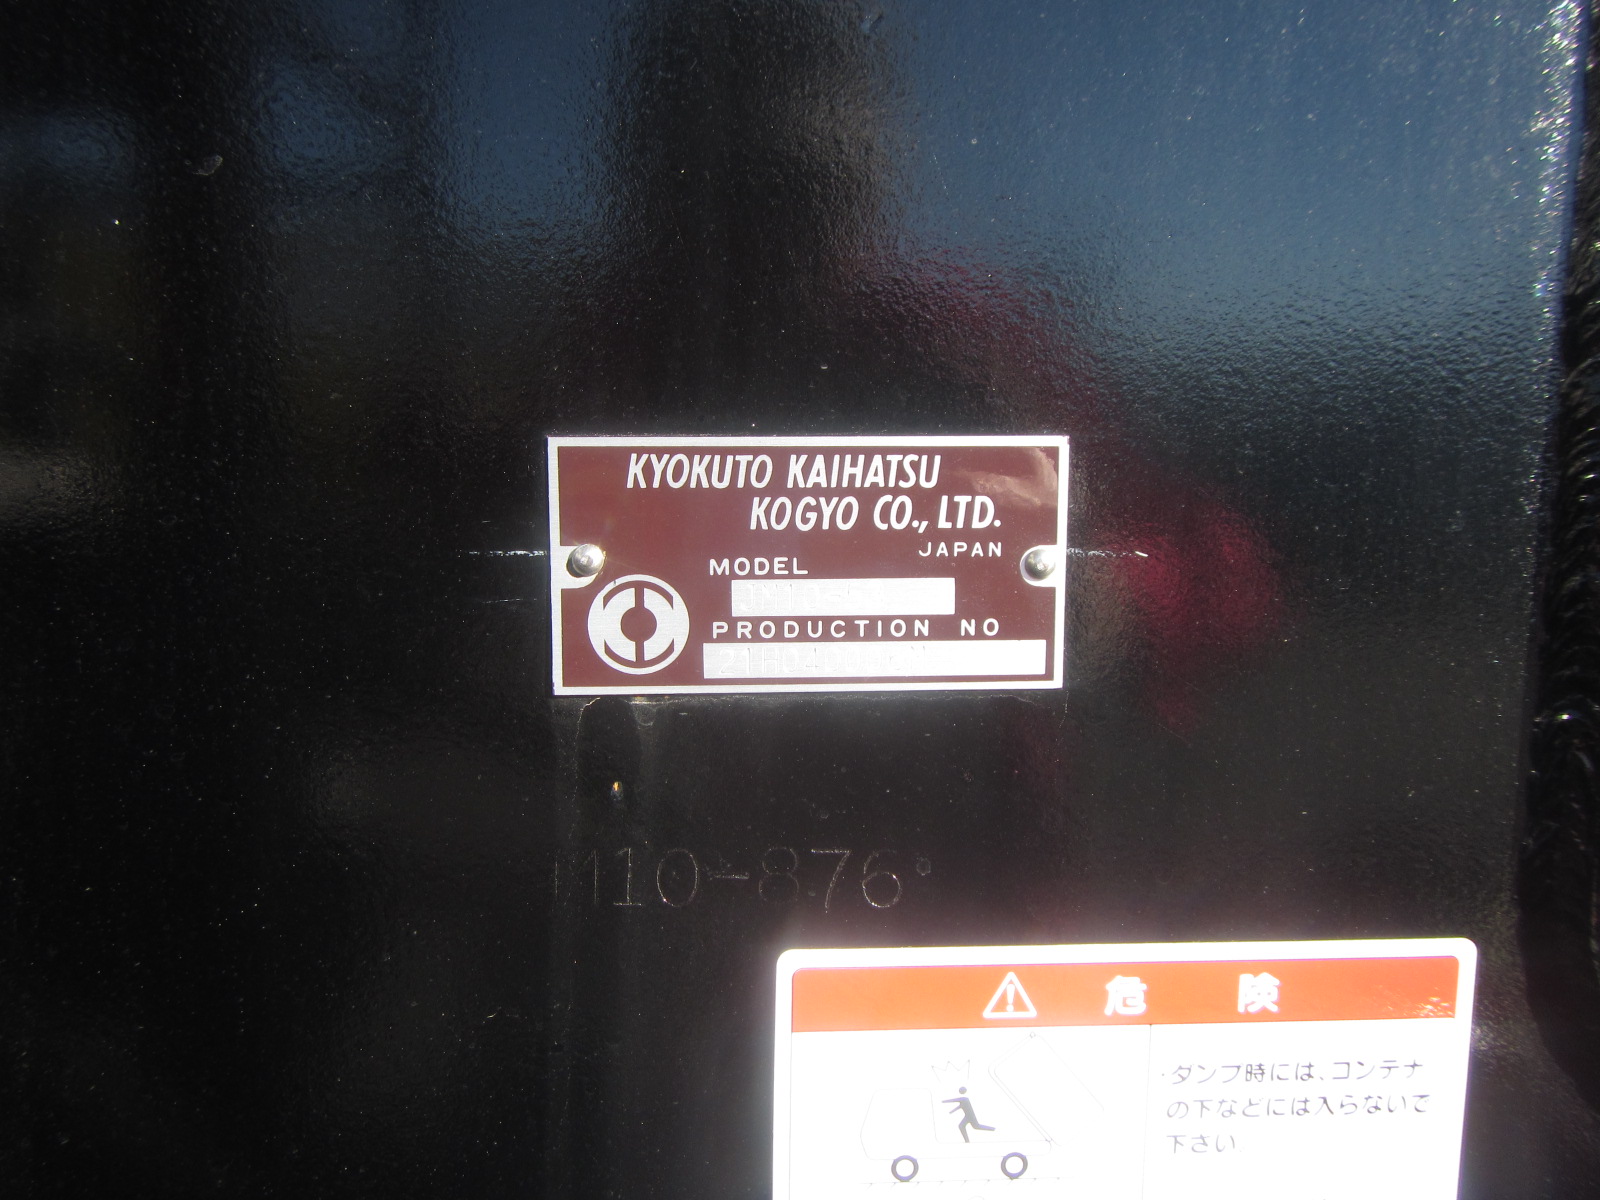 KYOKUTO KAIHATSU
KOGYO CO., LTD.
JAPAN
MODEL
PRODUCTION NO
M10-876
危 険
・ダンプ時には、コンテナ
の下などには入らないで
下さい